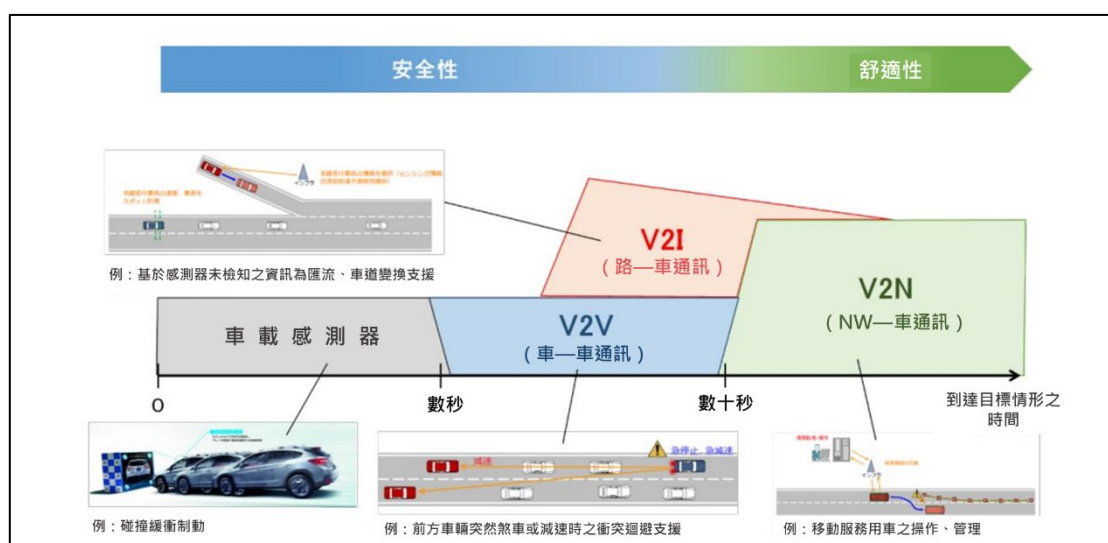 安全性
舒適性
インフラ
例：基於感測器未檢知之資訊為匯流、車道變換支援
V2I
（路—車通訊）
V2N
（NW—車通訊）
車載感測器
V2V
（車—車通訊）
0
數秒
數十秒
到達目標情形之
時間
減速
急停止、急減速
例：碰撞緩衝制動
例：前方車輛突然煞車或減速時之衝突迴避支援
例：移動服務用車之操作、管理